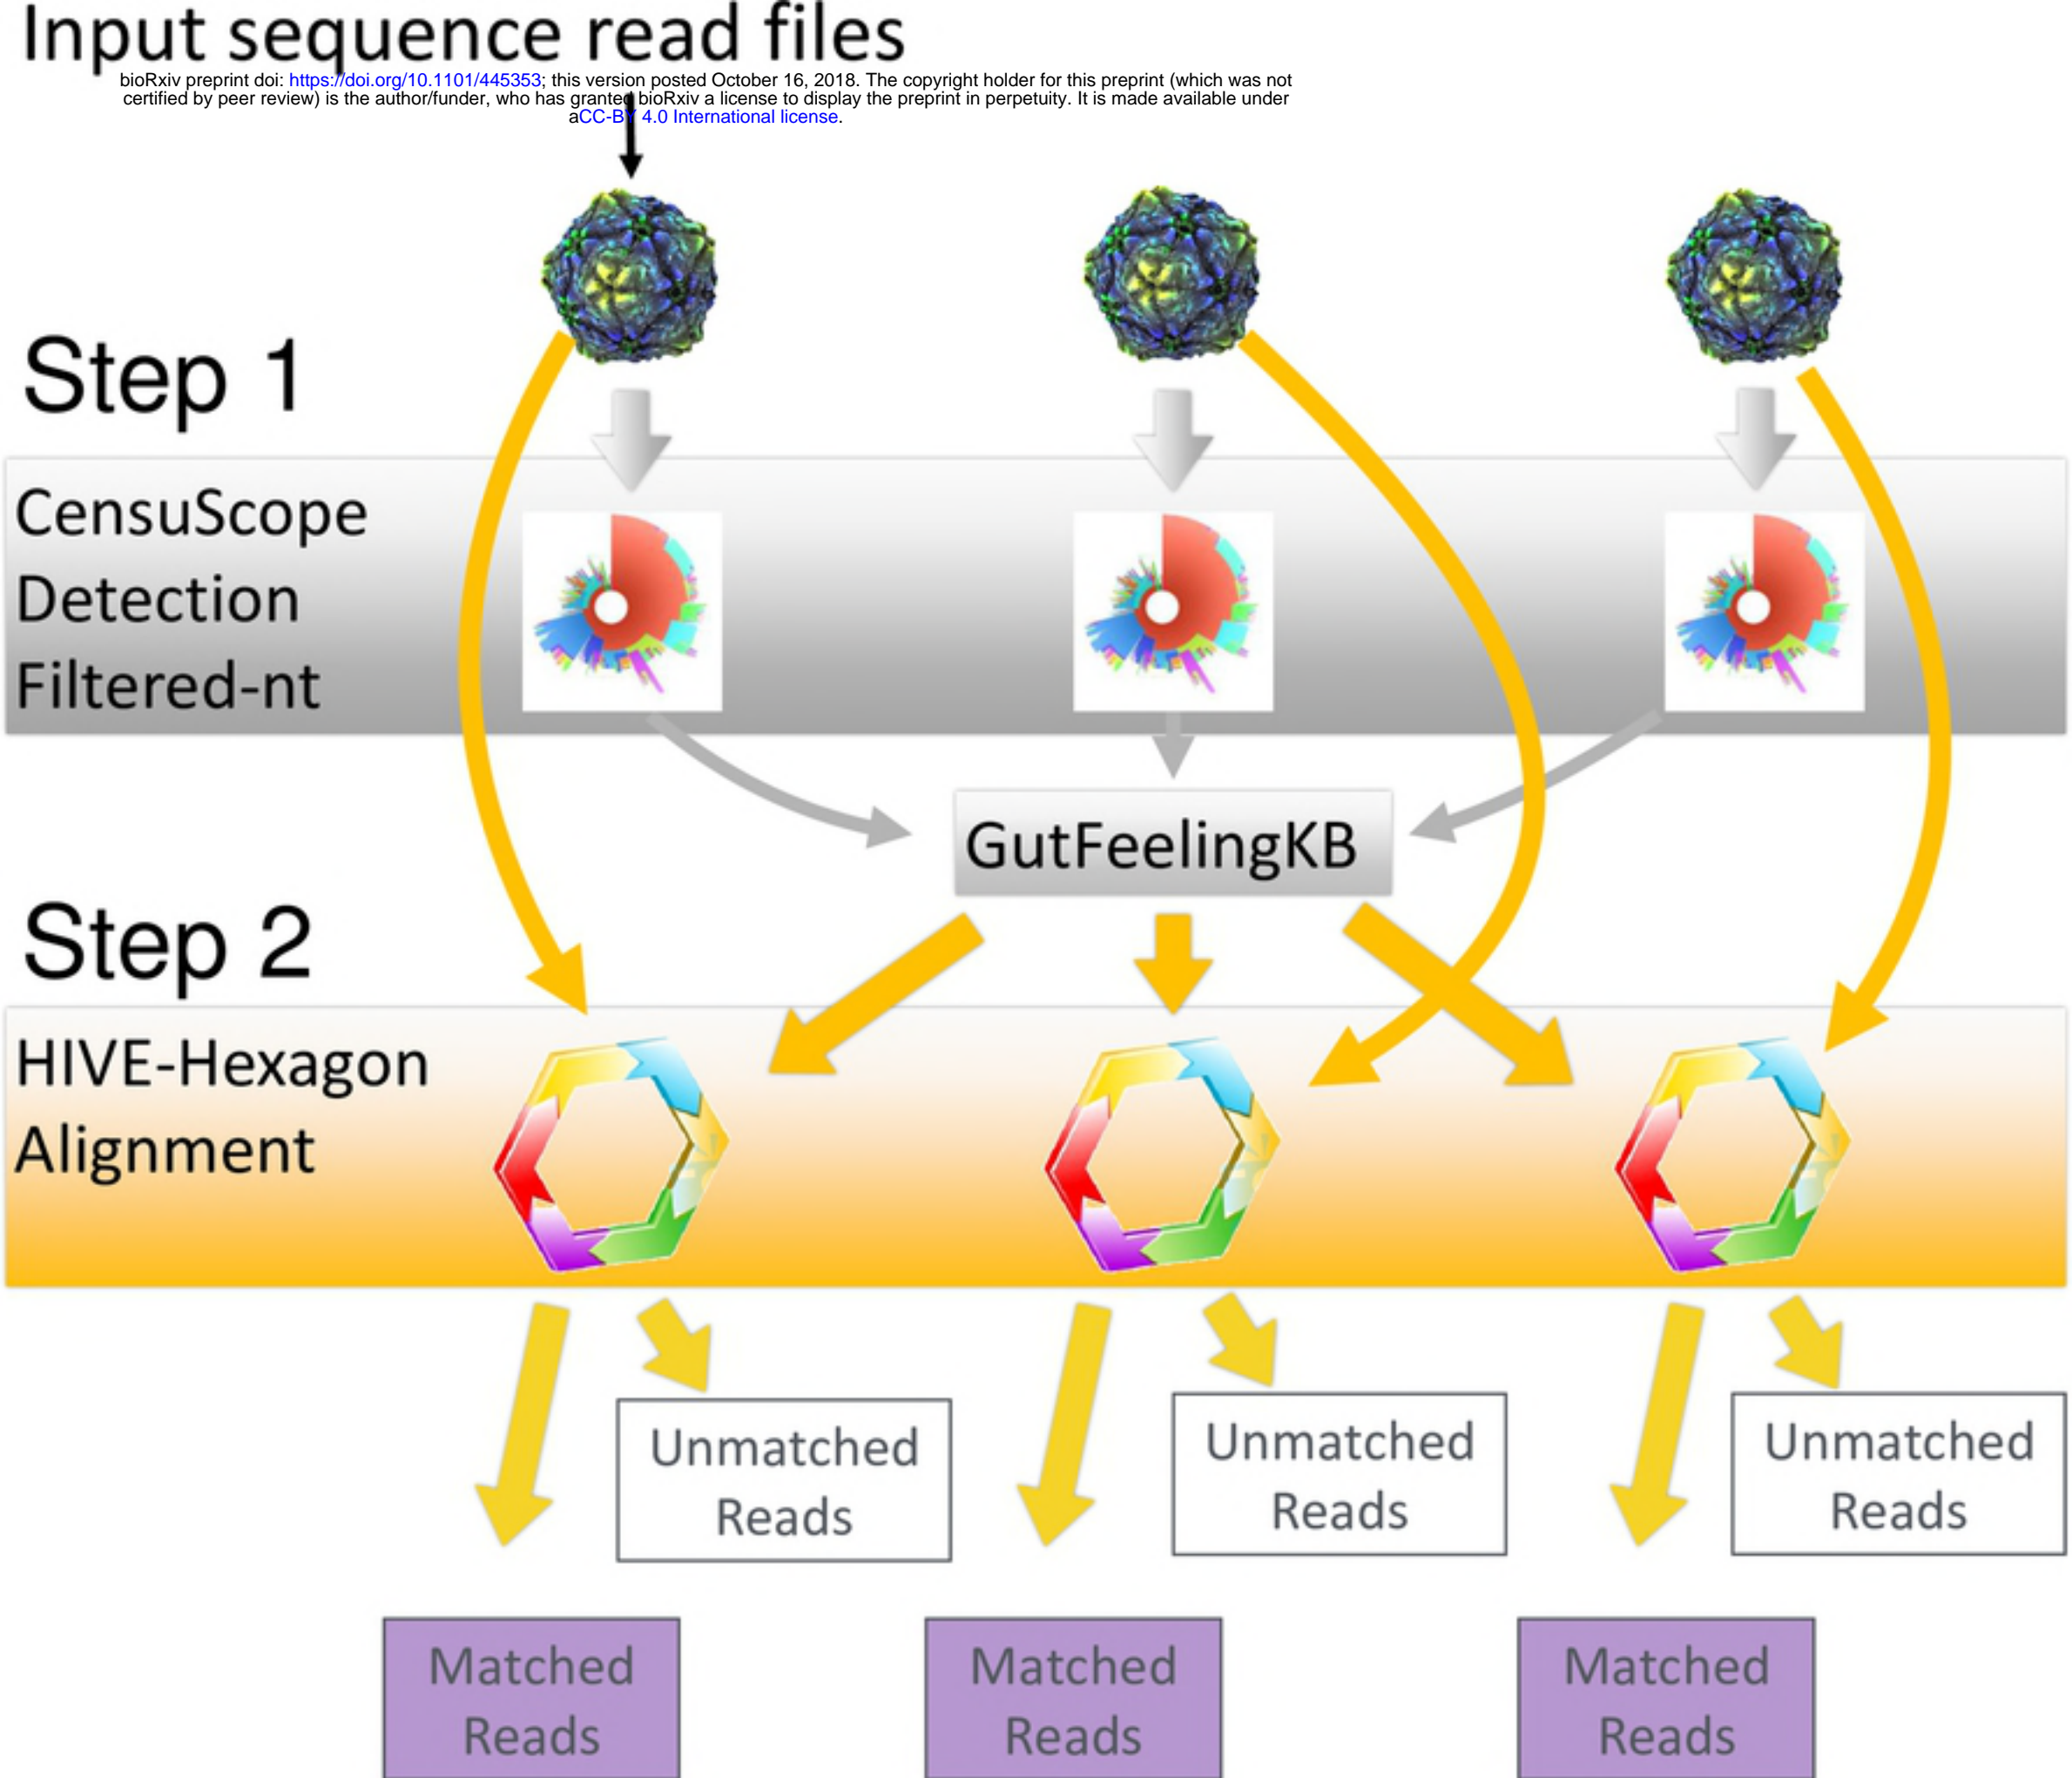 Input sequence read files
bioRxiv preprint doi: https://doi.org/10.1101/445353; this version posted October 16, 2018. The copyright holder for this preprint (which was not
certified by peer review) is the author/funder, who has granted bioRxiv a license to display the preprint in perpetuity. It is made available under
aCC-BY 4.0 International license.
Step 1
CensuScope
Detection
Filtered-nt
GutFeelingKB
Step 2
HIVE-Hexagon
Alignment
Unmatched
Reads
Unmatched
Reads
Unmatched
Reads
Matched
Reads
Matched
Reads
Matched
Reads